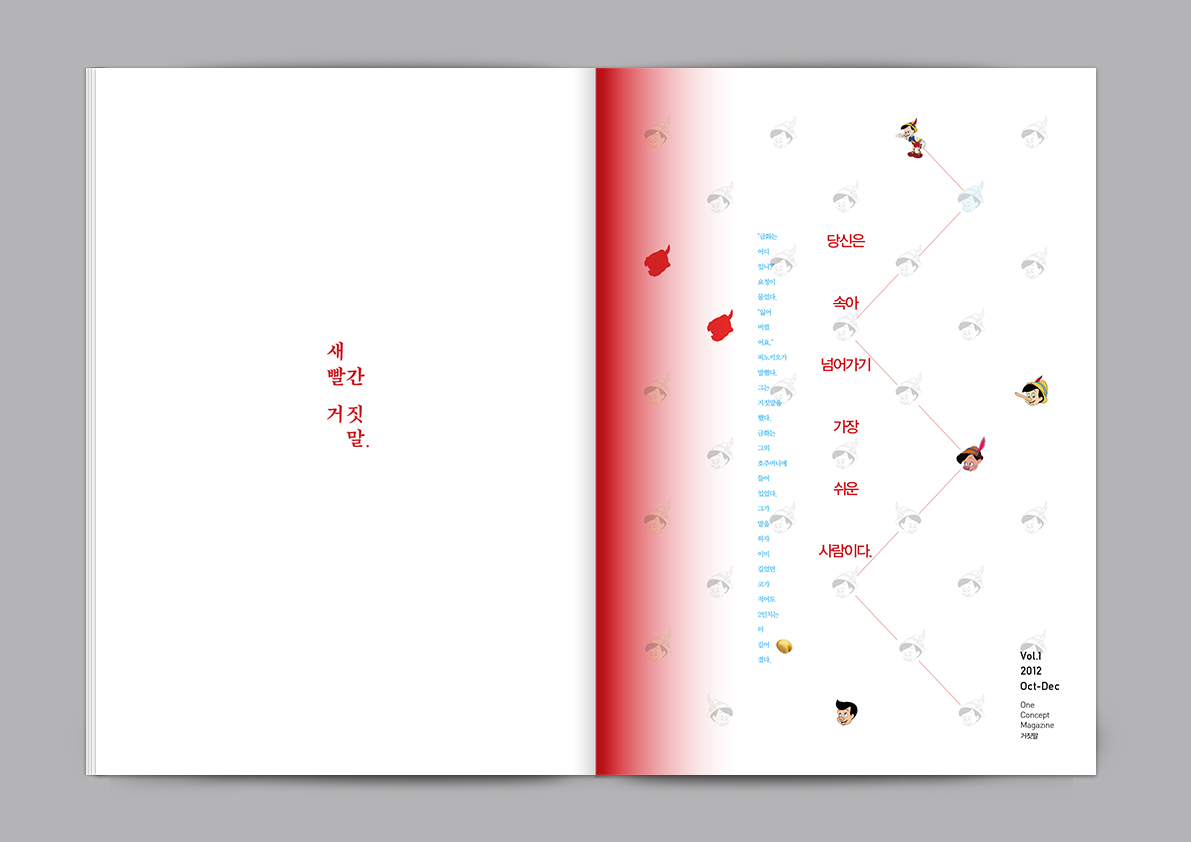 새
빨간
거짓
말.
"금화는
어디
있니?"
요정이
물었다.
"잃어
버렸
어요."
피노키오가
말했다.
그는
거짓말을
했다.
금화는
그의
호주머니에
들어
있었다.
그가
말을
하자
이미
길었던
코가
적어도
2인치는
더
길어
졌다.
당신은
속아
넘어가기
가장
쉬운
사람이다.
Vol.1
2012
Oct-Dec
One
Concept
Magazine
거짓말